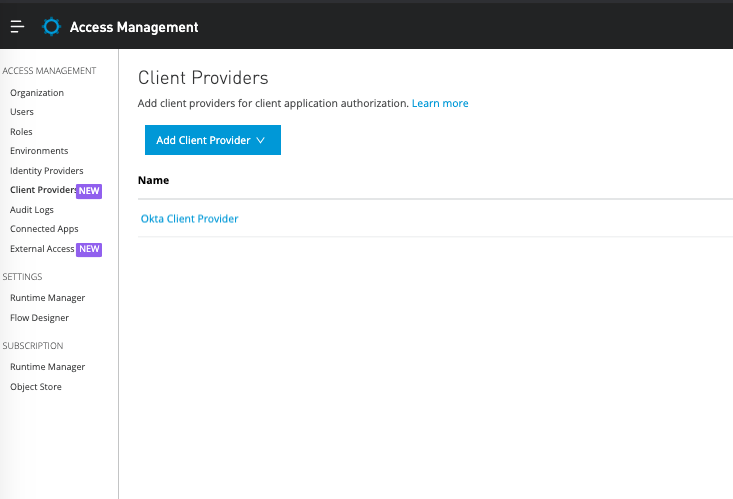 Access Management
ACCESS MANAGEMENT
Organization
Users
Roles
Environments
Identity Providers
Client Providers NEW
Audit Logs
Connected Apps
External Access NEW
SETTINGS
Runtime Manager
Flow Designer
SUBSCRIPTION
Runtime Manager
Object Store
Client Providers
Add client providers for client application authorization. Learn more
Add Client Provider
Name
Okta Client Provider